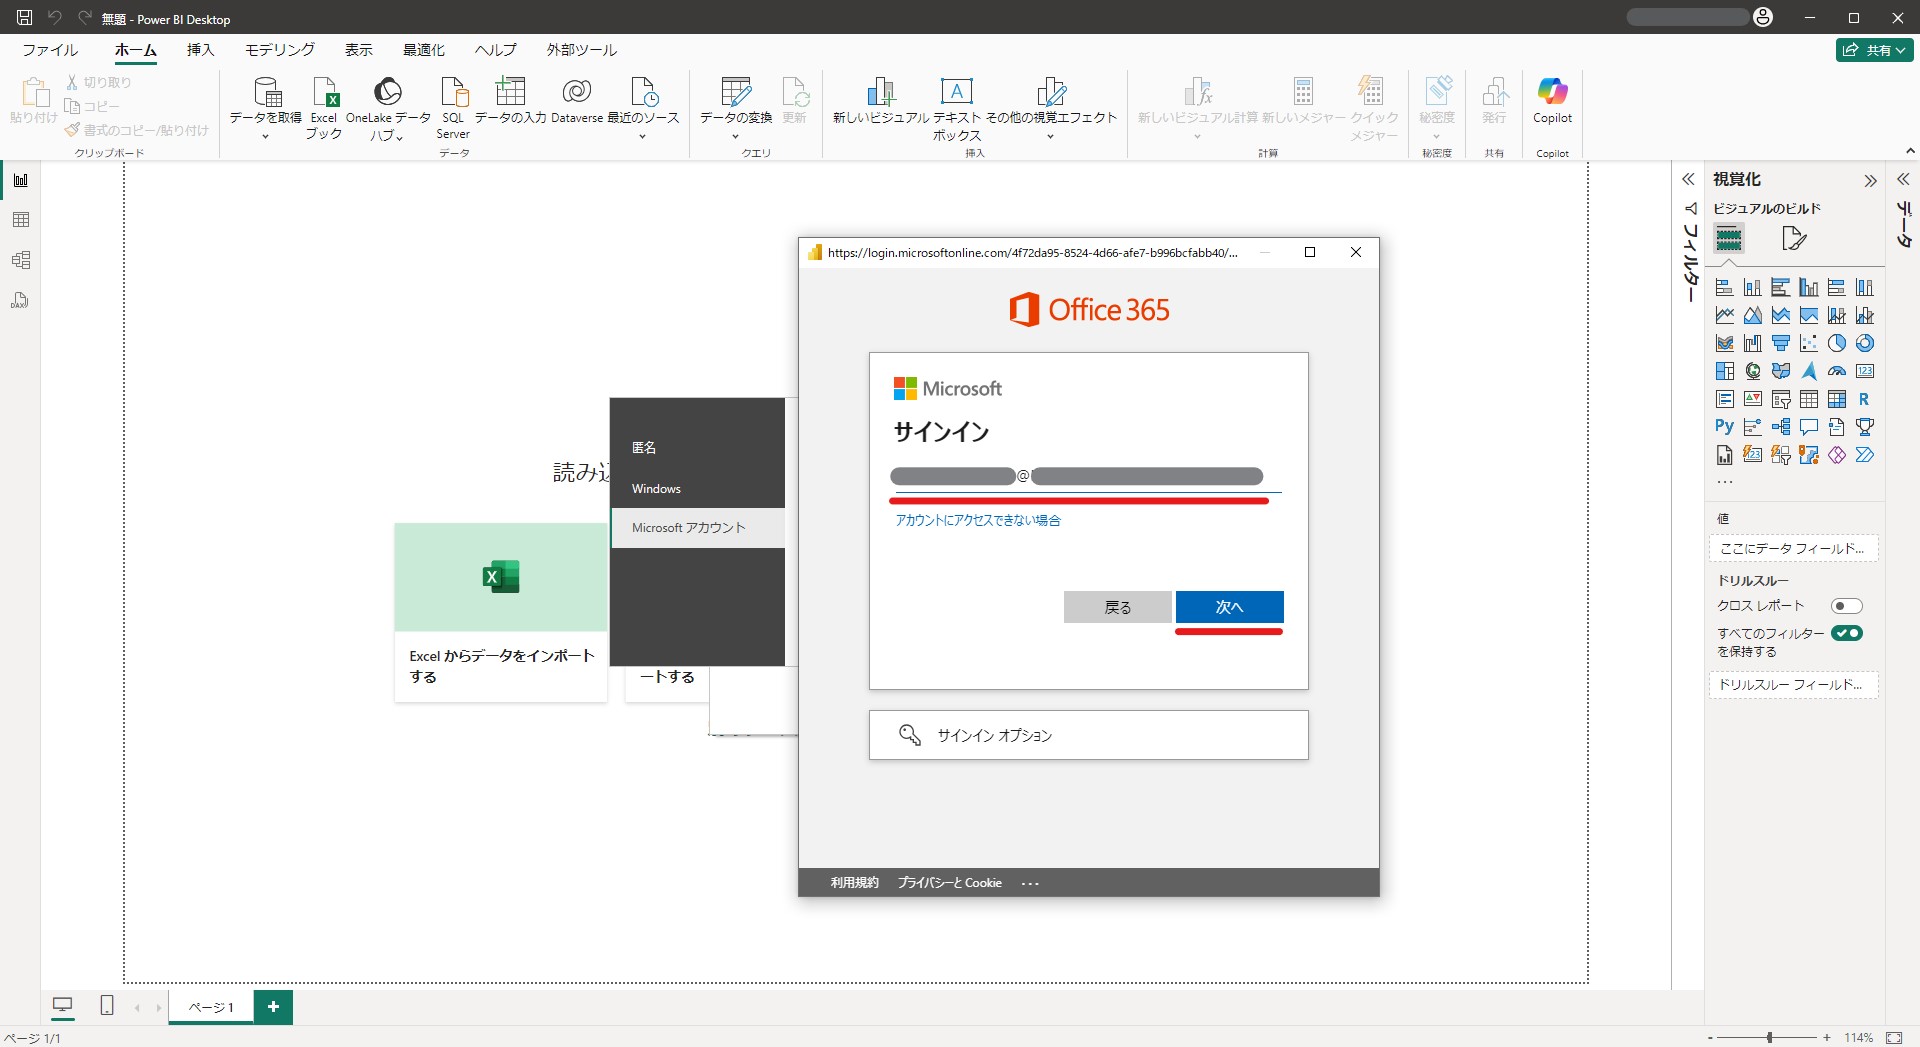 無題 - Power BI Desktop
ファイル ホーム 挿入 モデリング 表示 最適化 ヘルプ 外部ツール
共有
貼り付け
切り取り
コピー
書式のコピー/貼り付け
クリップボード
データを取得
Excel
ブック
OneLake データ
ハブ
SQL
Server
データの入力
Dataverse
最近のソース
データ
データの変換
更新
クエリ
新しいビジュアル
テキスト
ボックス
その他の視覚エフェクト
挿入
新しいビジュアル計算
新しいメジャー
クイック
メジャー
計算
秘密度
秘密度
発行
共有
Copilot
Copilot
読み込
Excel からデータをインポート
する
ートする
匿名
Windows
Microsoft アカウント
https://login.microsoftonline.com/4f72da95-8524-4d66-afe7-b996bcfabb40/...
Office 365
Microsoft
サインイン
@
アカウントにアクセスできない場合
戻る
次へ
サインイン オプション
利用規約 プライバシーと Cookie ...
フィルター
視覚化
ビジュアルのビルド
123
R
Py
123
...
値
ここにデータ フィールド...
ドリルスルー
クロス レポート
すべてのフィルター
を保持する
ドリルスルー フィールド...
データ
DAX
ページ 1
+
ページ 1/1
- + 114%